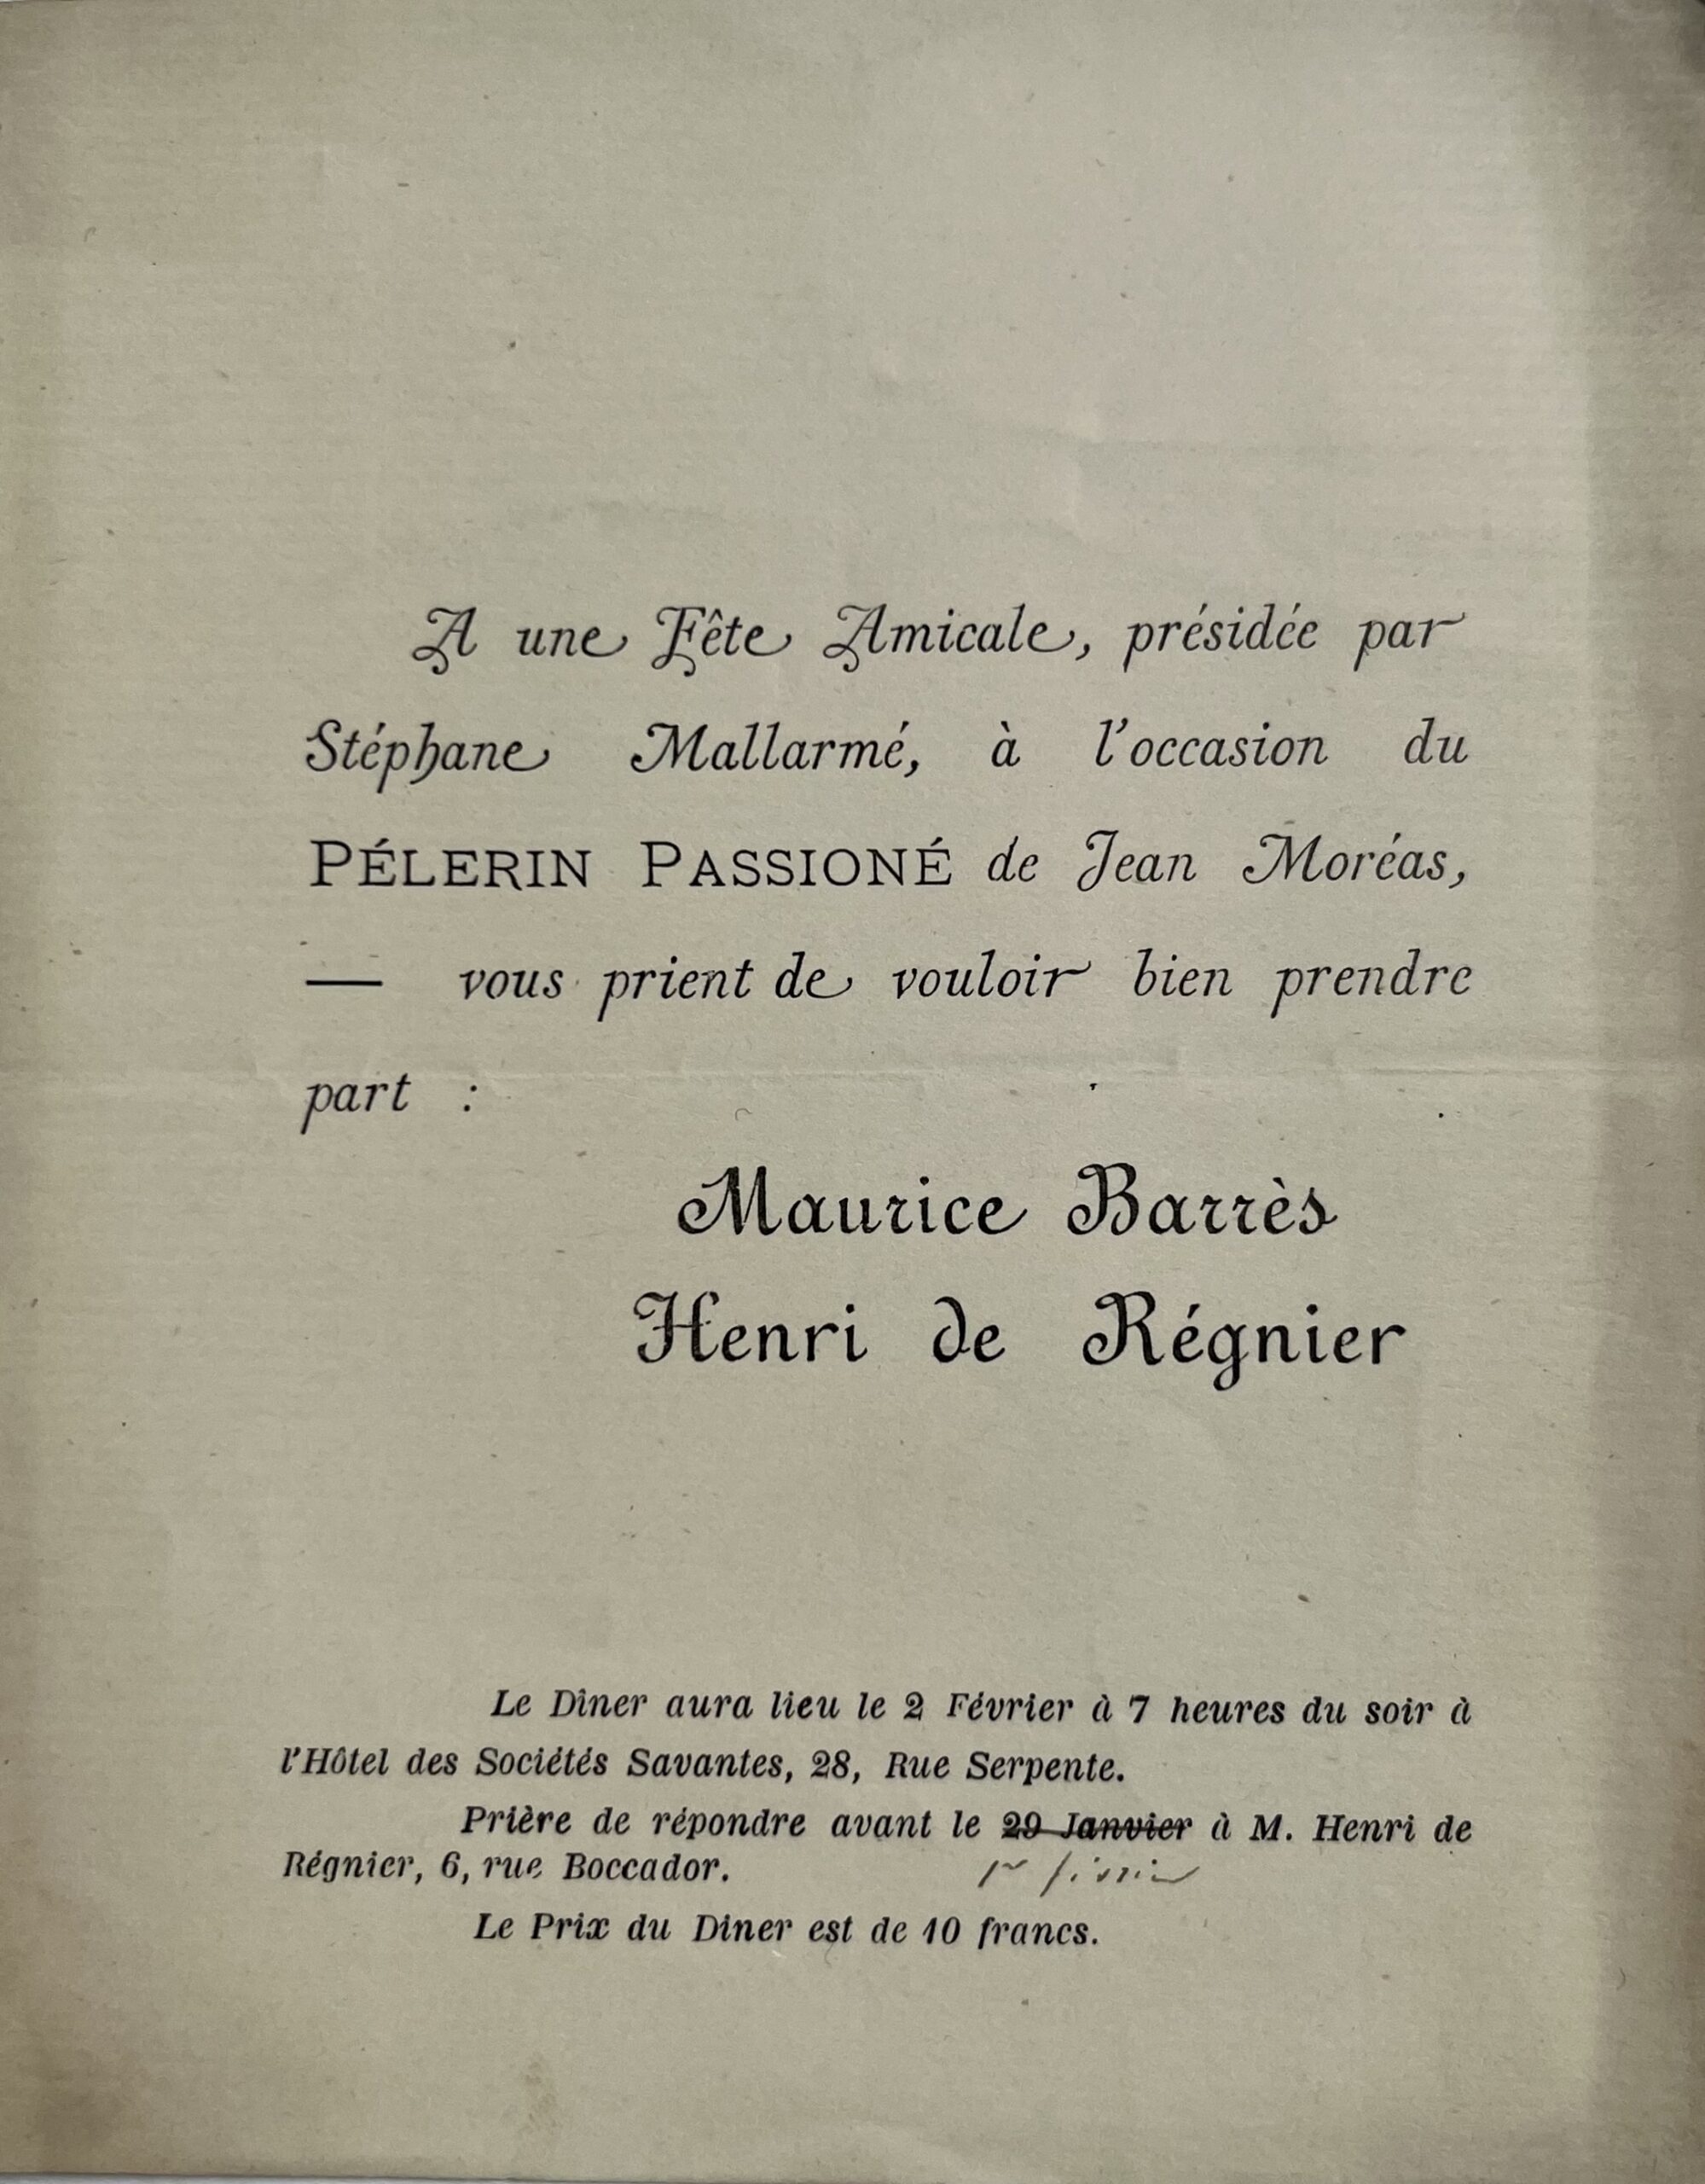 A une Fête Amicale, présidée par
Stéphane Mallarmé, à l'occasion du
PÉLERIN PASSIONÉ de Jean Moréas,
— vous prient de vouloir bien prendre
part :
Maurice Barrès
Henri de Régnier
Le Dîner aura lieu le 2 Février à 7 heures du soir à
l'Hôtel des Sociétés Savantes, 28, Rue Serpente.
Prière de répondre avant le 29 Janvier à M. Henri de
Régnier, 6, rue Boccador. 1er février
Le Prix du Diner est de 10 francs.